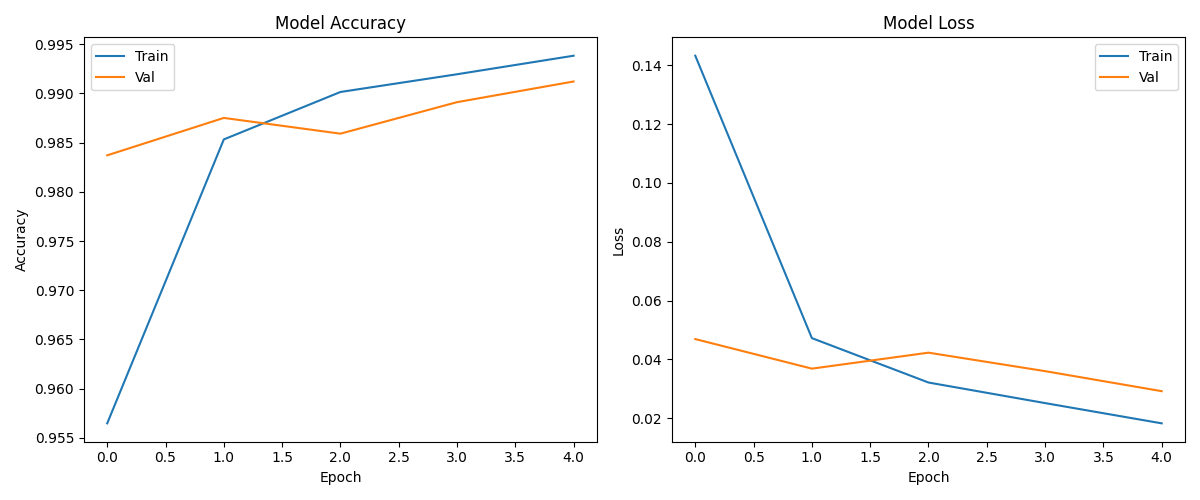 Model Accuracy
Train
Val
0.995
0.990
0.985
0.980
0.975
0.970
0.965
0.960
0.955
Accuracy
0.0 0.5 1.0 1.5 2.0 2.5 3.0 3.5 4.0
Epoch
Model Loss
Train
Val
0.14
0.12
0.10
0.08
0.06
0.04
0.02
Loss
0.0 0.5 1.0 1.5 2.0 2.5 3.0 3.5 4.0
Epoch